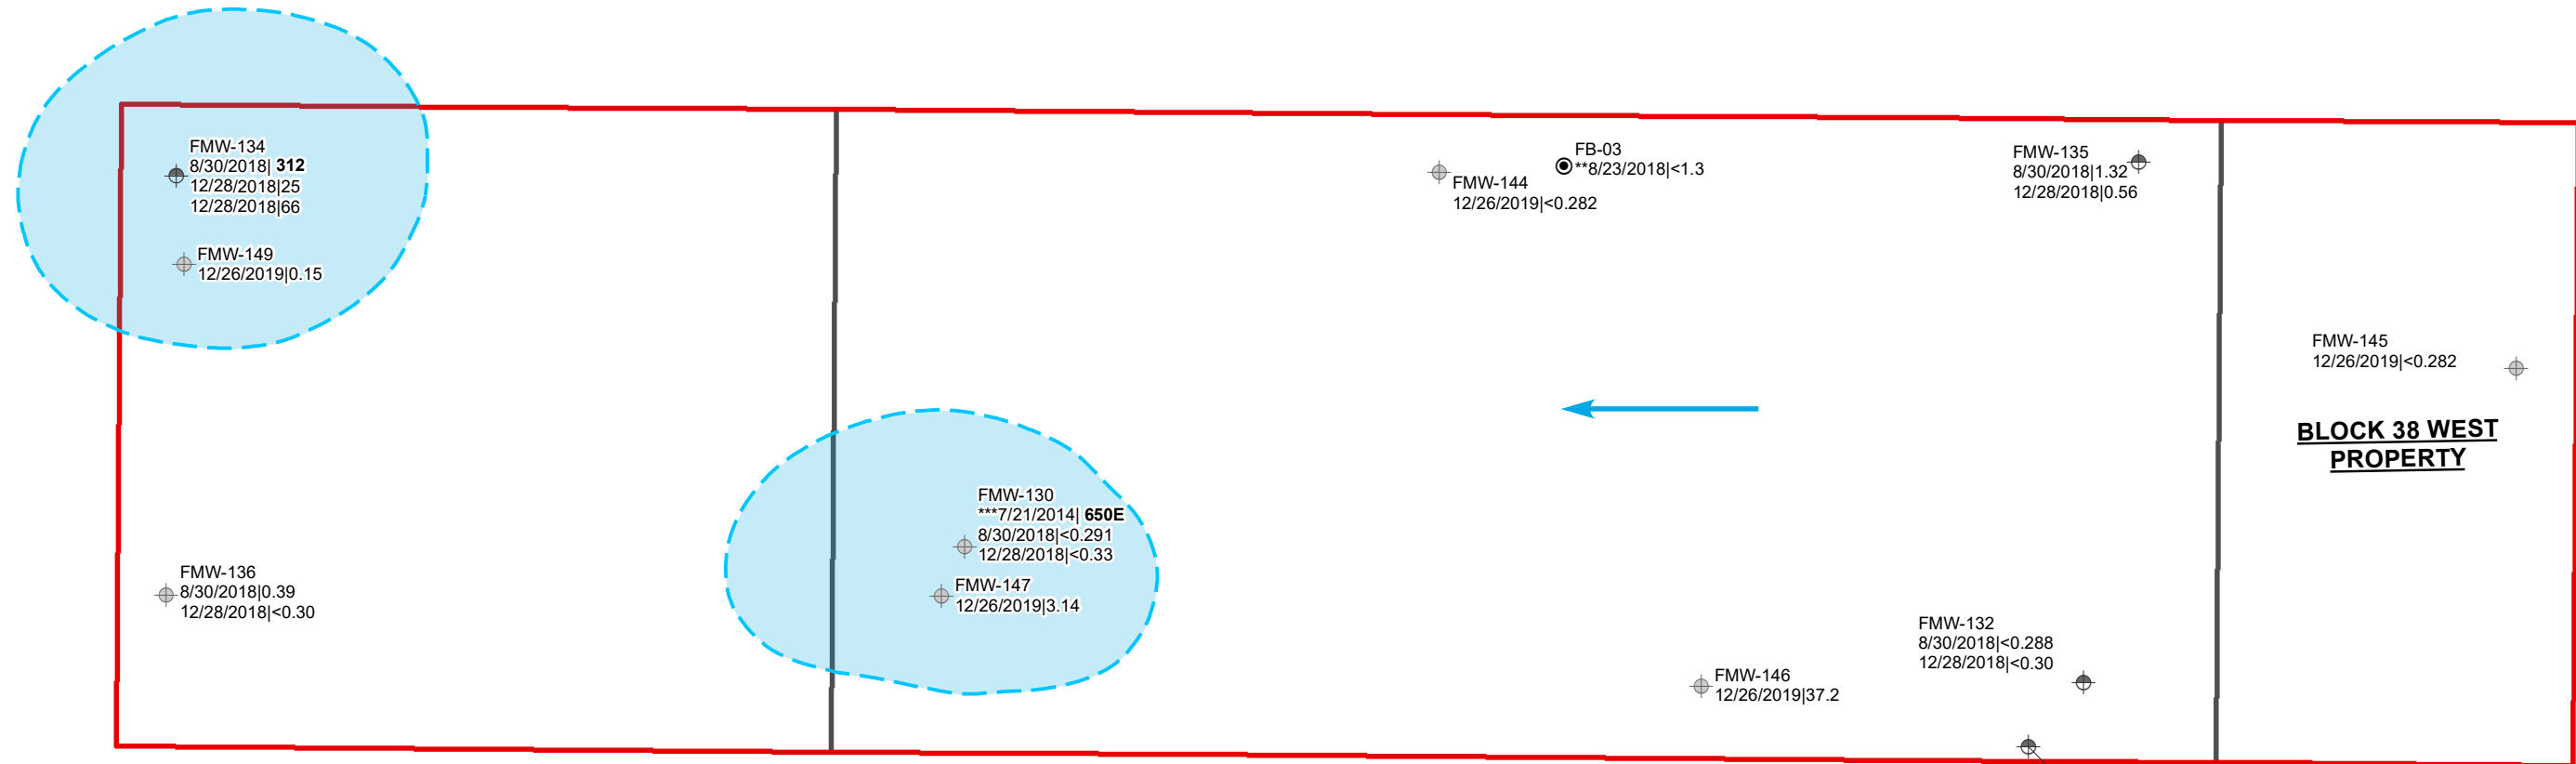 FMW-134
8/30/2018| 312
12/28/2018|25
12/28/2018|66
FMW-149
12/26/2019|0.15
FMW-144
12/26/2019|<0.282
FB-03
**8/23/2018|<1.3
FMW-135
8/30/2018|1.32
12/28/2018|0.56
FMW-145
12/26/2019|<0.282
BLOCK 38 WEST
PROPERTY
FMW-130
***7/21/2014| 650E
8/30/2018|<0.291
12/28/2018|<0.33
FMW-147
12/26/2019|3.14
FMW-136
8/30/2018|0.39
12/28/2018|<0.30
FMW-132
8/30/2018|<0.288
12/28/2018|<0.30
FMW-146
12/26/2019|37.2